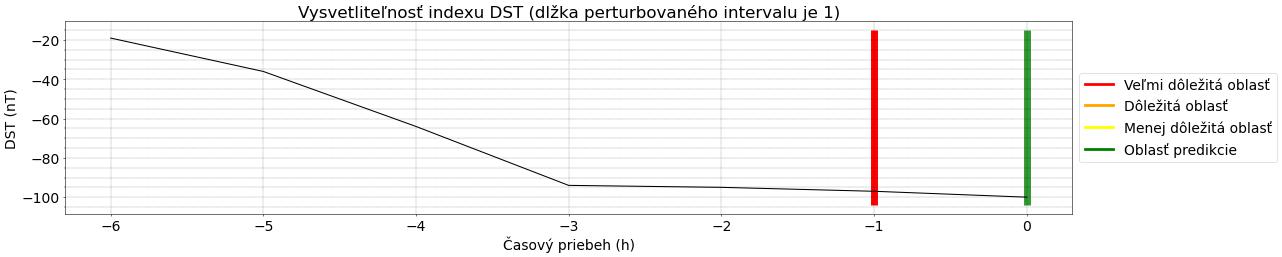 Vysvetliteľnosť indexu DST (dĺžka perturbovaného intervalu je 1)
DST (nT)
−20
−40
−60
−80
−100
−6 −5 −4 −3 −2 −1 0
Časový priebeh (h)
Veľmi dôležitá oblasť
Dôležitá oblasť
Menej dôležitá oblasť
Oblasť predikcie